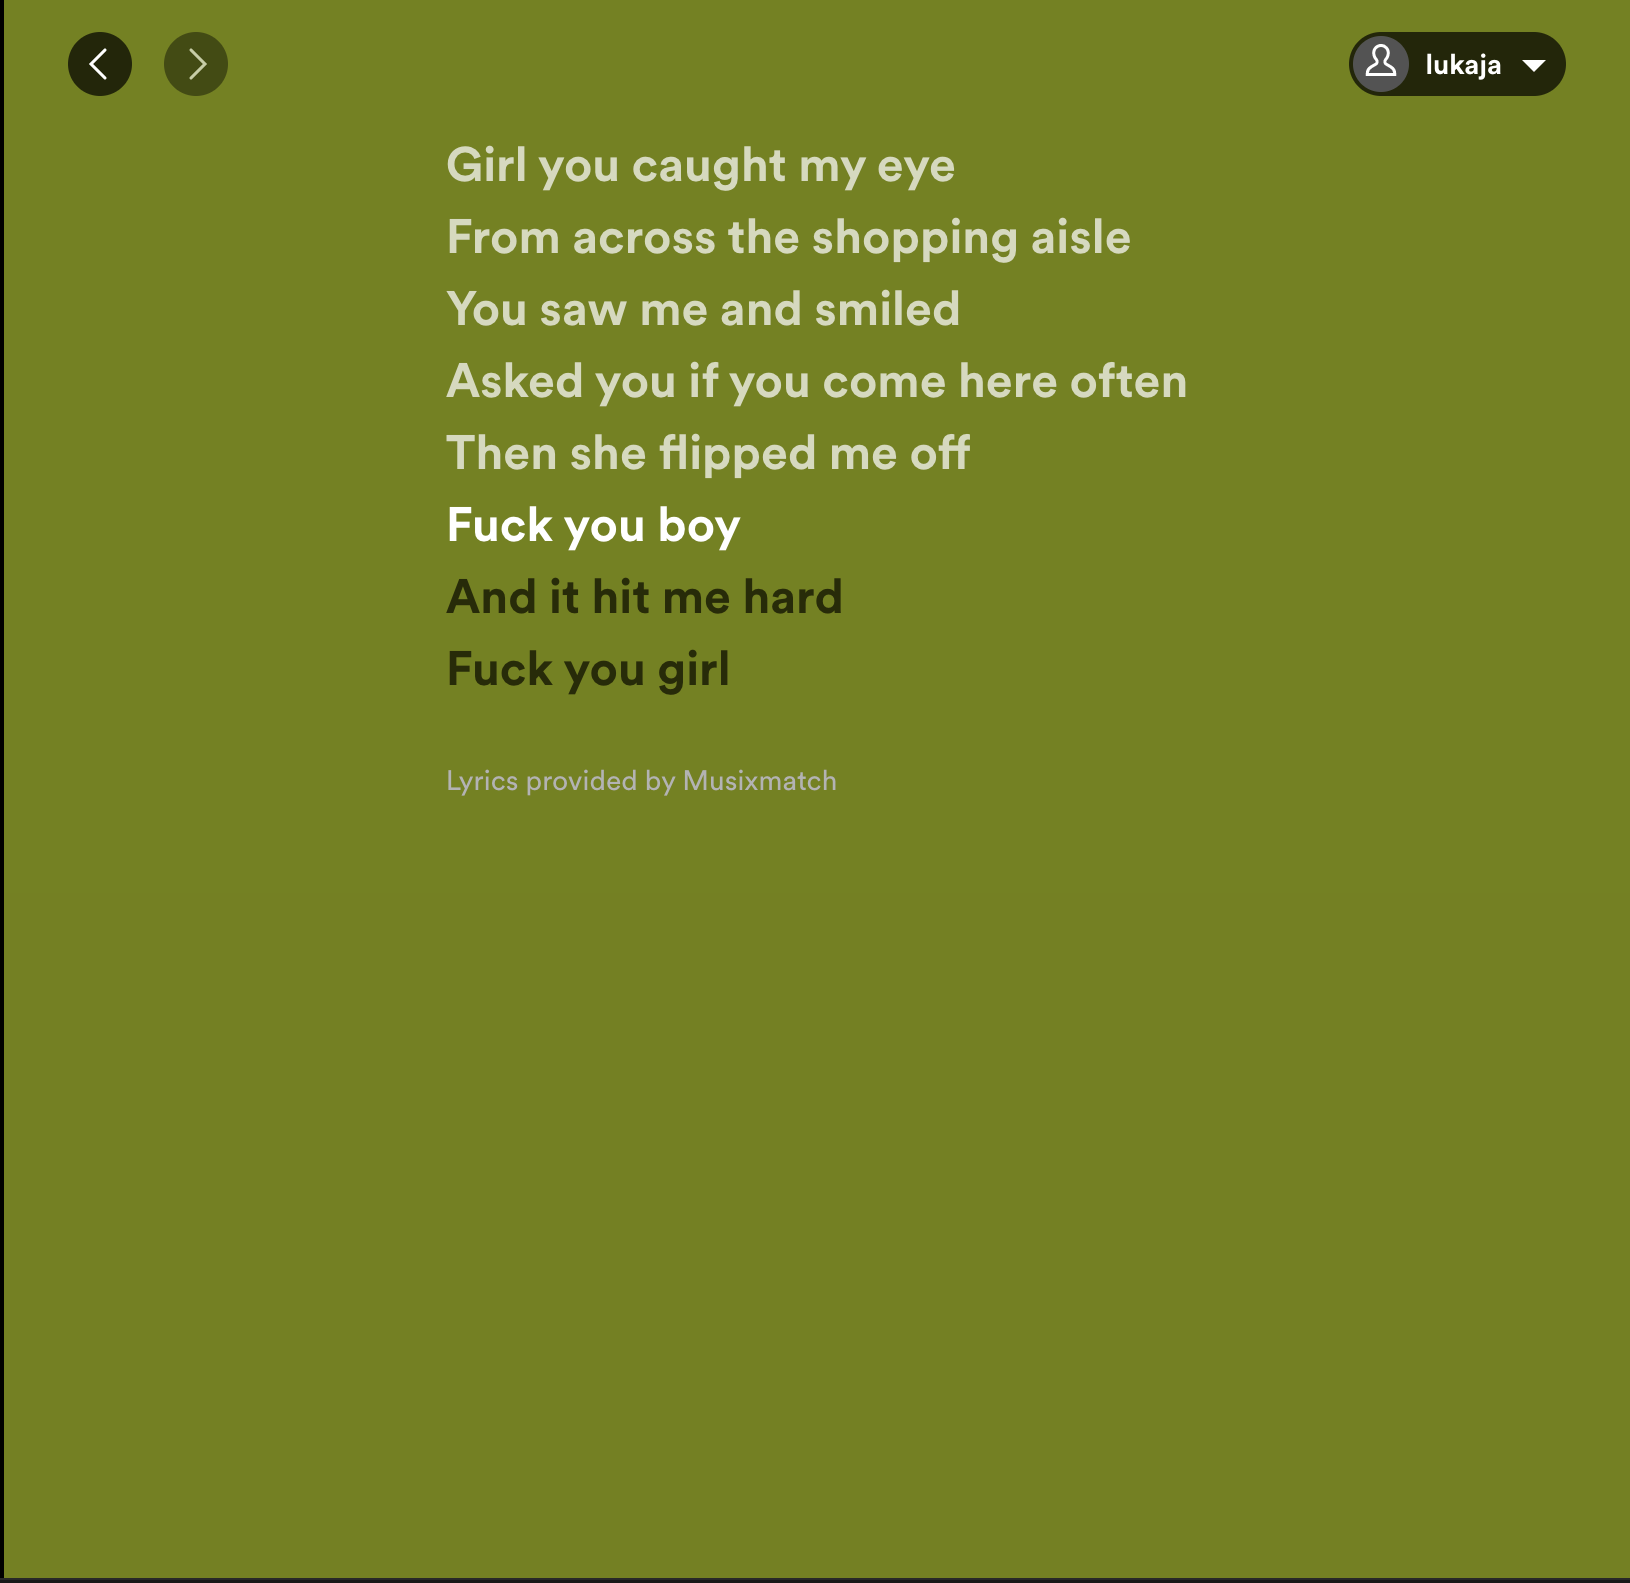 lukaja
Girl you caught my eye
From across the shopping aisle
You saw me and smiled
Asked you if you come here often
Then she flipped me off
Fuck you boy
And it hit me hard
Fuck you girl
Lyrics provided by Musixmatch